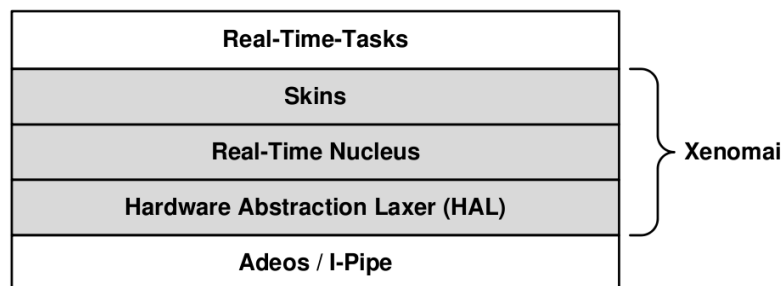 Real-Time-Tasks
Skins
Real-Time Nucleus
Hardware Abstraction Laxer (HAL)
Adeos / I-Pipe
Xenomai